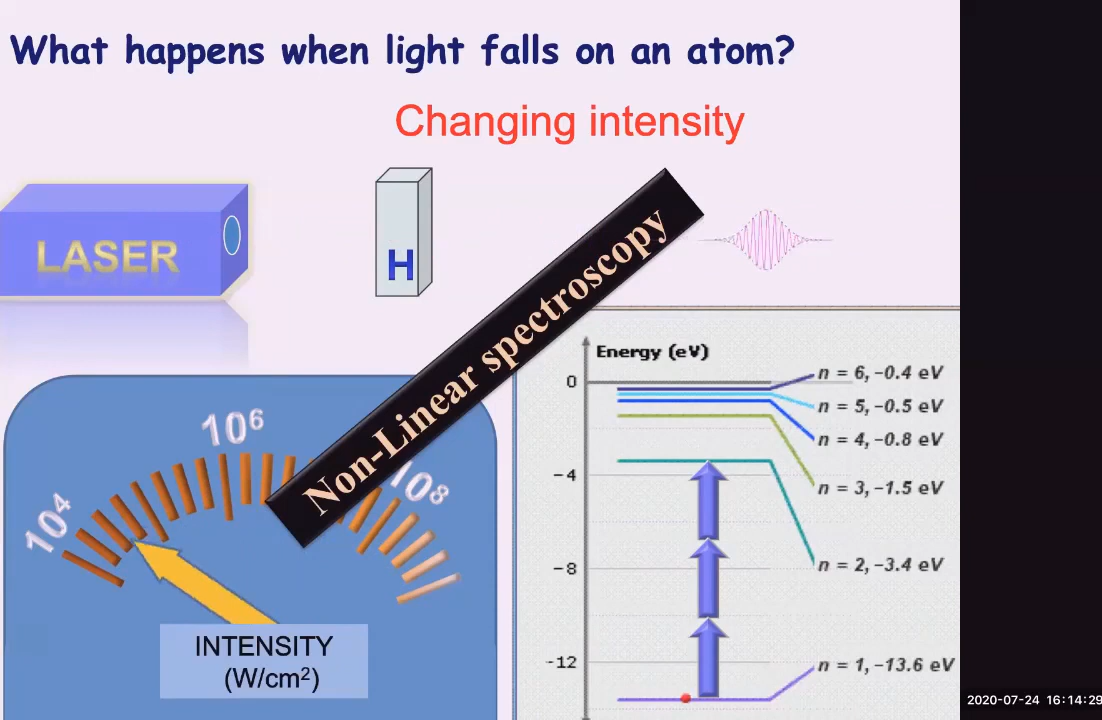 What happens when light falls on an atom?
Changing intensity
LASER
H
Non-Linear spectroscopy
10⁴
10⁶
10⁸
INTENSITY
(W/cm²)
Energy (eV)
0
−4
−8
-12
n = 6, −0.4 eV
n = 5, −0.5 eV
n = 4, −0.8 eV
n = 3, −1.5 eV
n = 2, −3.4 eV
n = 1, −13.6 eV
2020-07-24 16:14:29